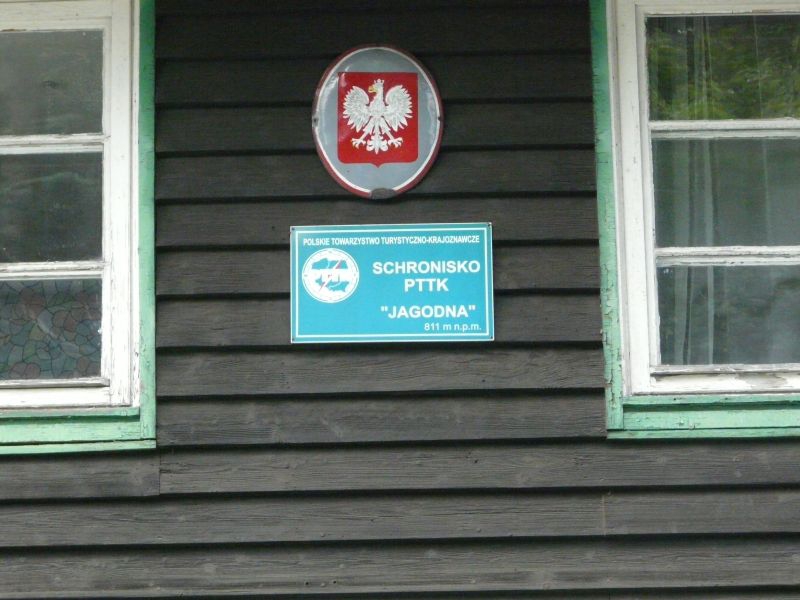 POLSKIE TOWARZYSTWO TURYSTYCZNO-KRAJOZNAWCZE
SCHRONISKO
PTTK
"JAGODNA"
811 m n.p.m.